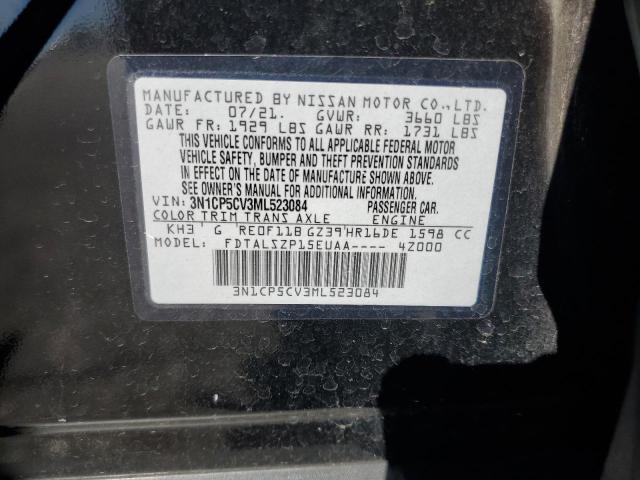 MANUFACTURED BY NISSAN MOTOR CO.,LTD.
DATE: 07/21. GVWR: 3660 LBS
GAWR FR: 1929 LBS GAWR RR: 1731 LBS
THIS VEHICLE CONFORMS TO ALL APPLICABLE FEDERAL MOTOR
VEHICLE SAFETY, BUMPER AND THEFT PREVENTION STANDARDS
IN EFFECT ON THE DATE OF MANUFACTURE SHOWN ABOVE.
SEE OWNER'S MANUAL FOR ADDITIONAL INFORMATION.
VIN: 3N1CP5CV3ML523084 PASSENGER CAR.
COLOR TRIM TRANS AXLE ENGINE
KH3 G RE0F11B GZ39 HR16DE 1598 CC
MODEL: FDTALSZP15EUAA---- 4Z000
3N1CP5CV3ML523084